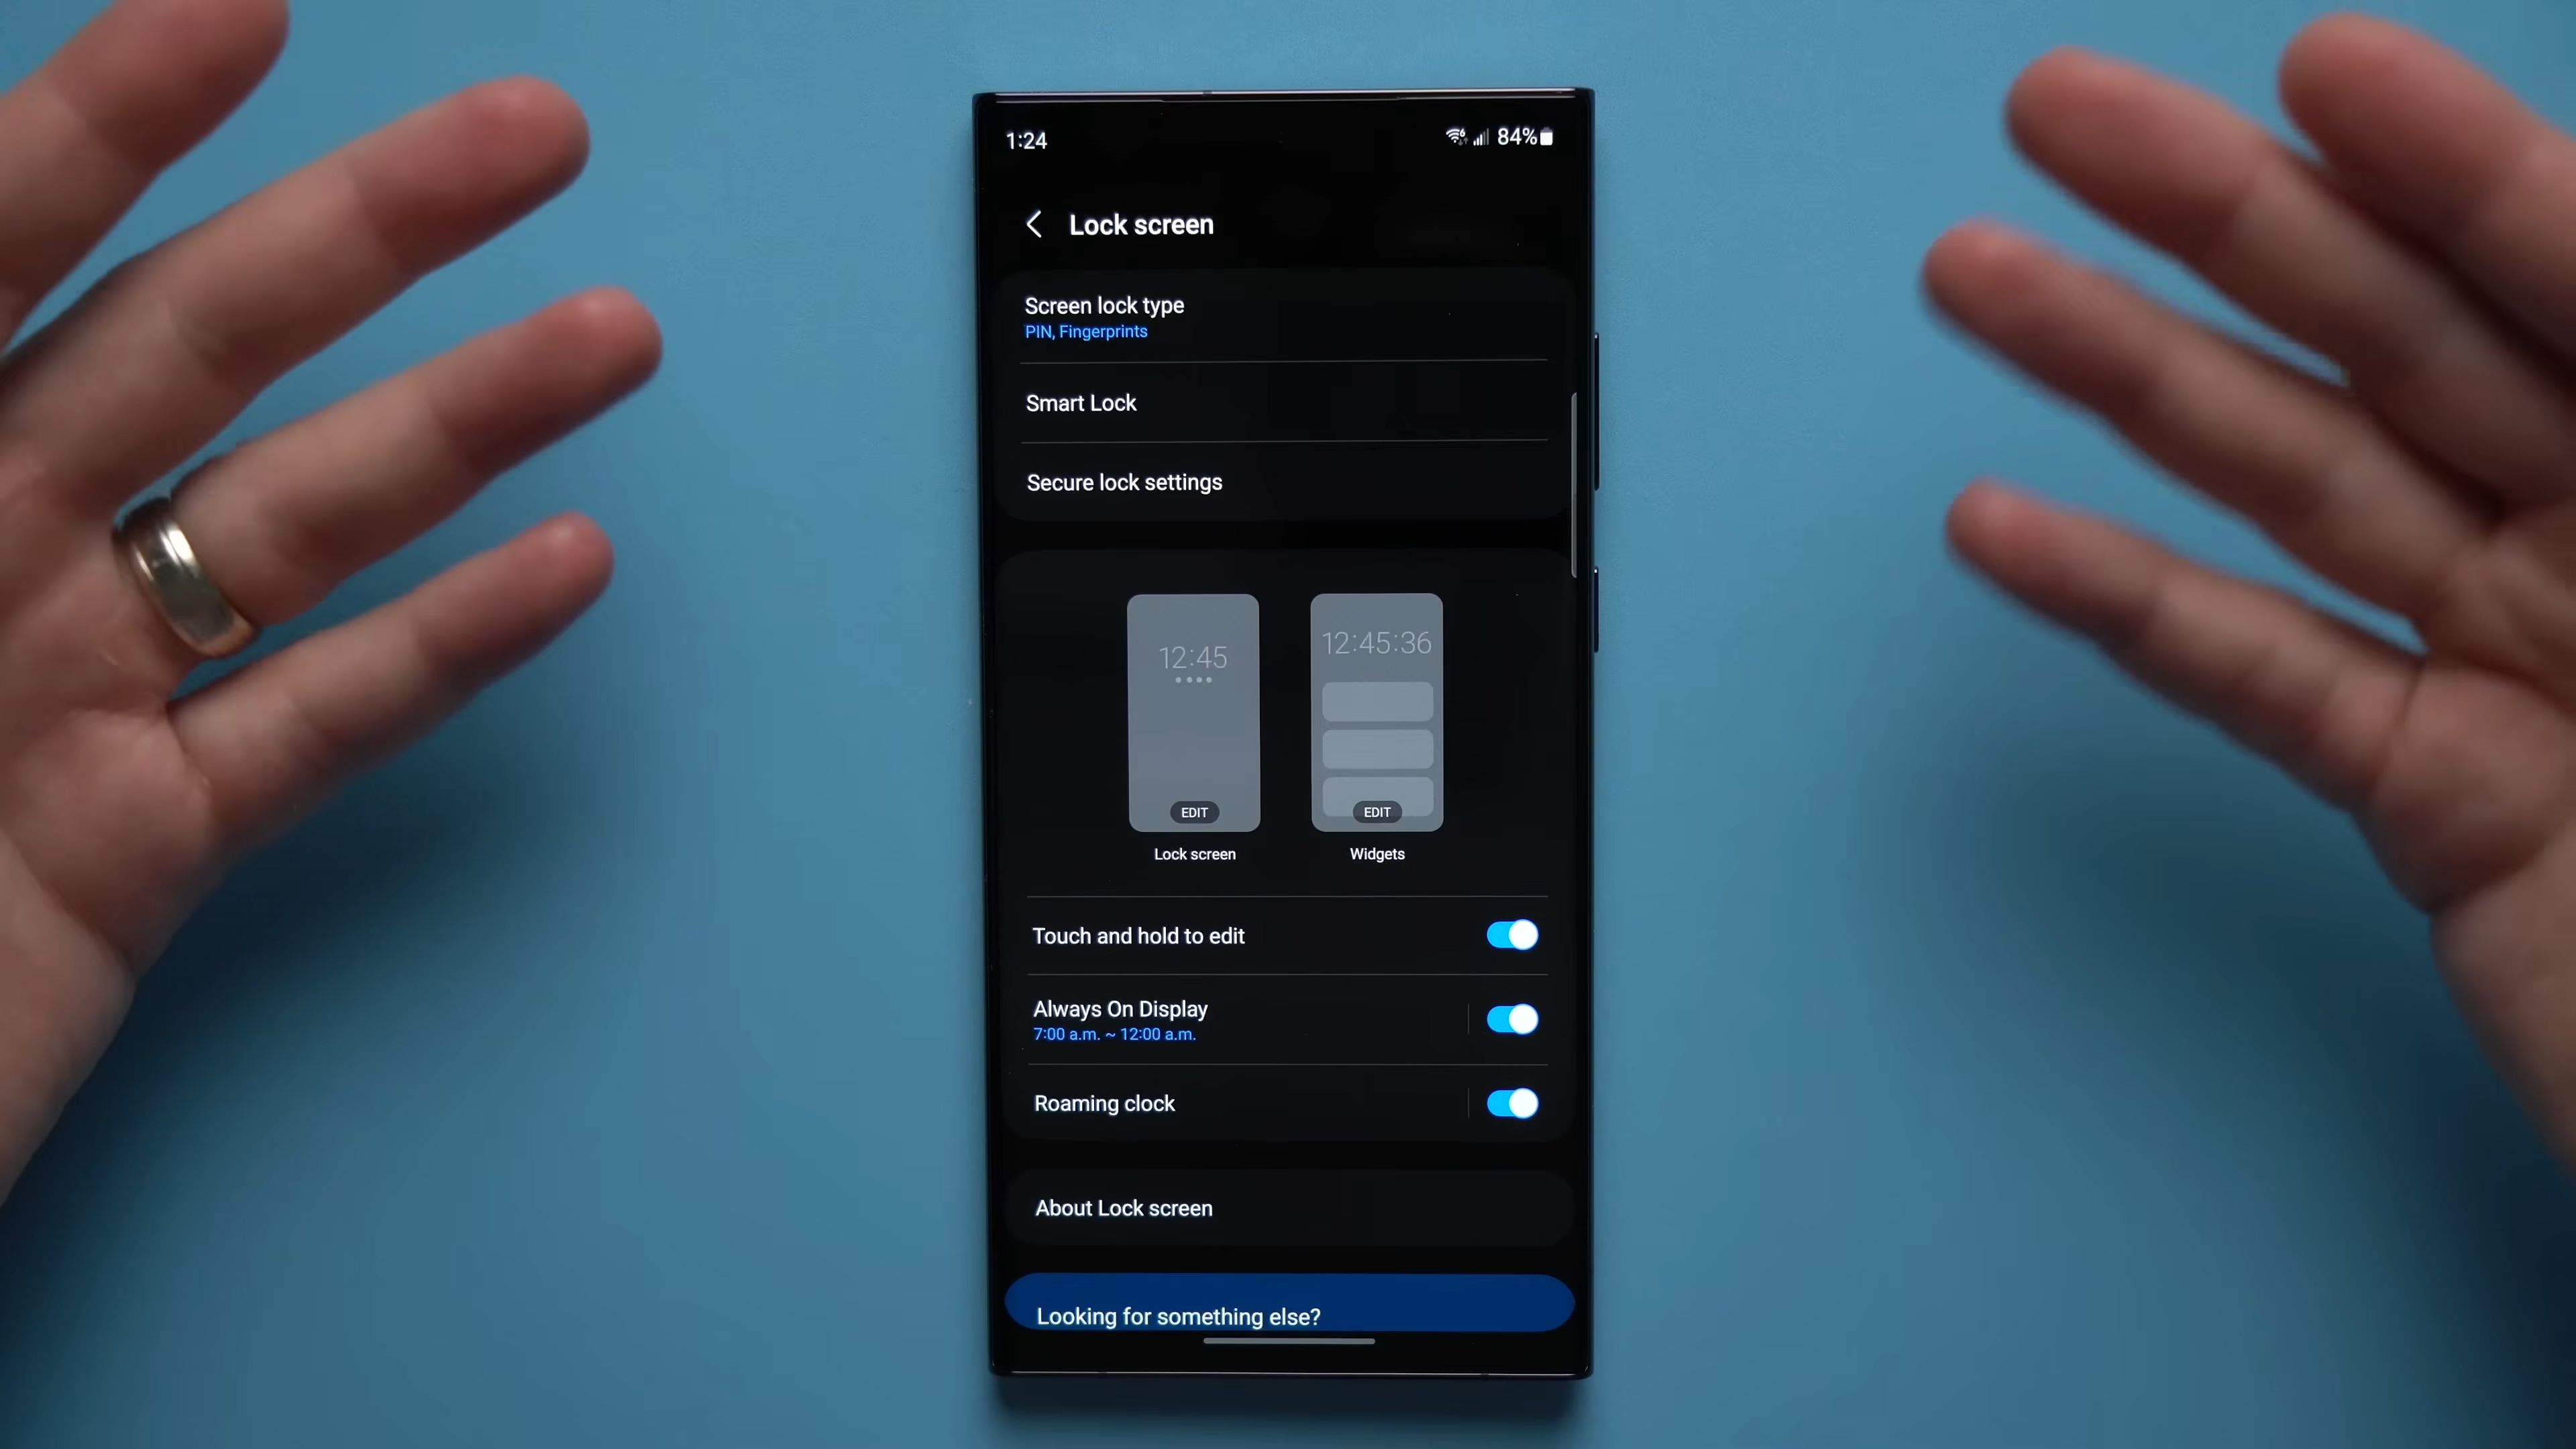 1:24
84%
Lock screen
Screen lock type
PIN, Fingerprints
Smart Lock
Secure lock settings
12:45
12:45:36
EDIT
EDIT
Lock screen
Widgets
Touch and hold to edit
Always On Display
7:00 a.m. ~ 12:00 a.m.
Roaming clock
About Lock screen
Looking for something else?